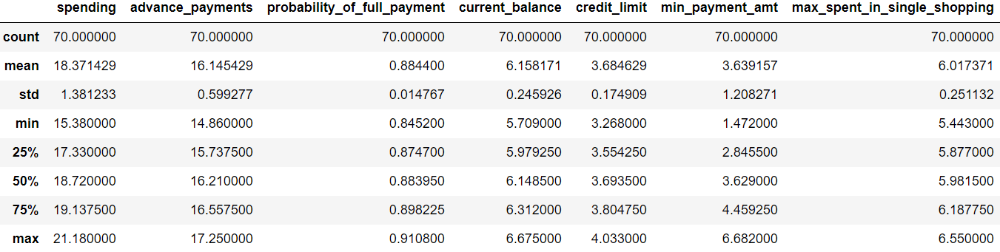 spending advance_payments probability_of_full_payment current_balance credit_limit min_payment_amt max_spent_in_single_shopping
count 70.000000 70.000000 70.000000 70.000000 70.000000 70.000000 70.000000
mean 18.371429 16.145429 0.884400 6.158171 3.684629 3.639157 6.017371
std 1.381233 0.599277 0.014767 0.245926 0.174909 1.208271 0.251132
min 15.380000 14.860000 0.845200 5.709000 3.268000 1.472000 5.443000
25% 17.330000 15.737500 0.874700 5.979250 3.554250 2.845500 5.877000
50% 18.720000 16.210000 0.883950 6.148500 3.693500 3.629000 5.981500
75% 19.137500 16.557500 0.898225 6.312000 3.804750 4.459250 6.187750
max 21.180000 17.250000 0.910800 6.675000 4.033000 6.682000 6.550000